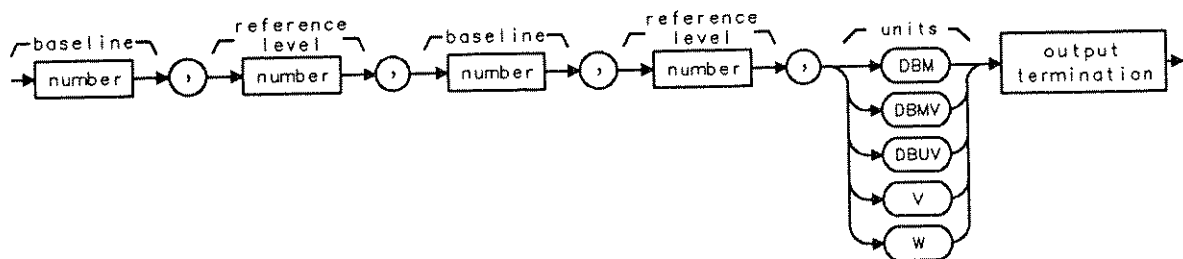 baseline
reference
level
baseline
reference
level
units
number
,
number
,
number
,
number
,
DBM
DBMV
DBUV
V
W
output
termination